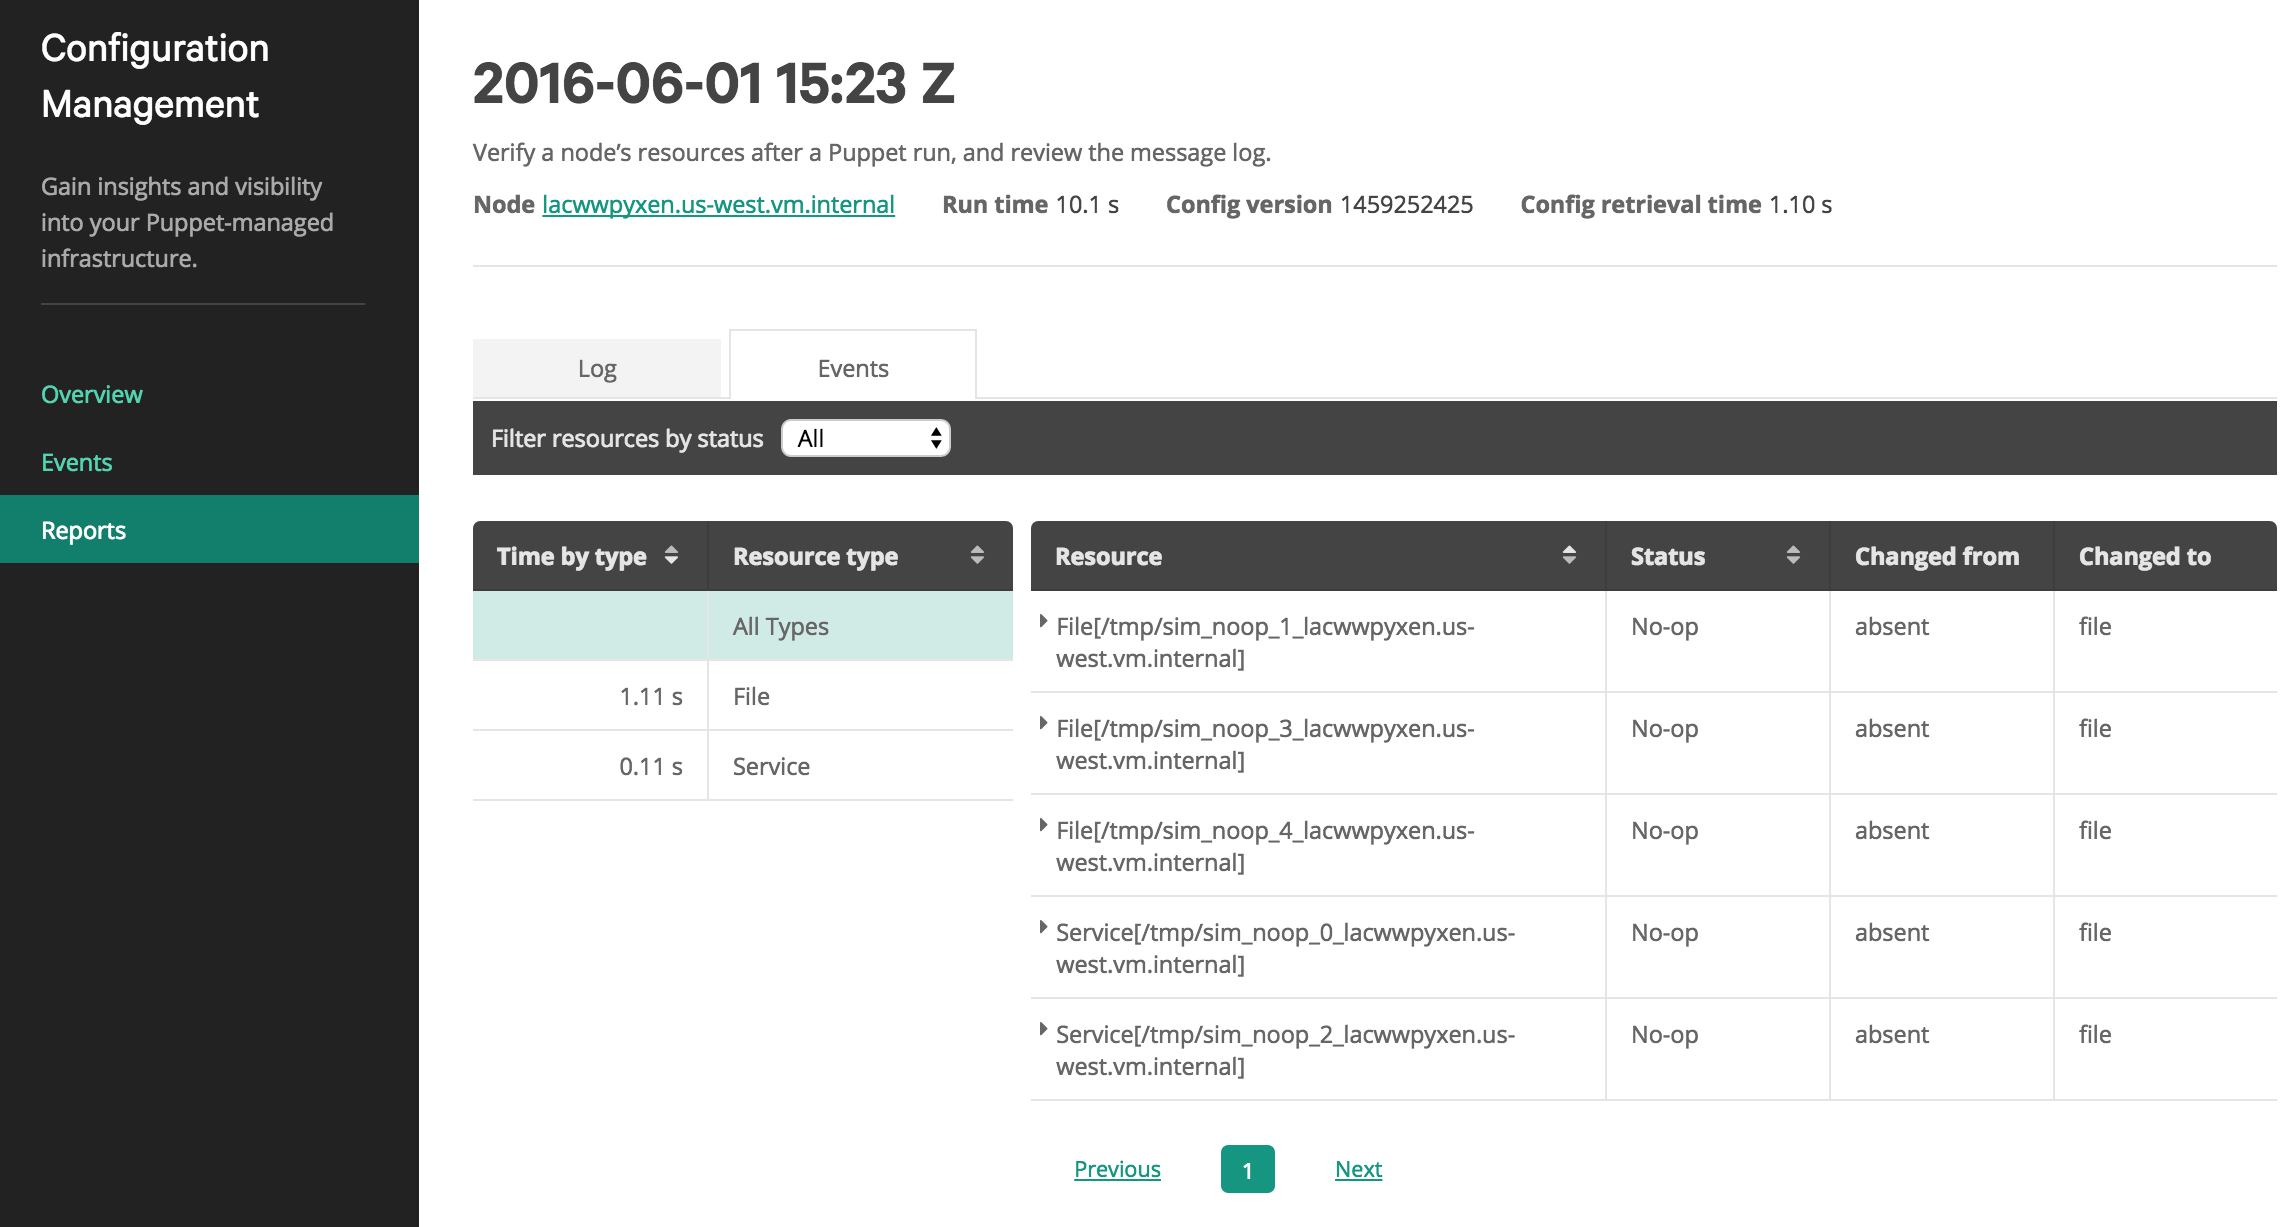 Configuration
Management
Gain insights and visibility
into your Puppet-managed
infrastructure.
Overview
Events
Reports
2016-06-01 15:23 Z
Verify a node’s resources after a Puppet run, and review the message log.
Node lacwwpyxen.us-west.vm.internal Run time 10.1 s Config version 1459252425 Config retrieval time 1.10 s
Log Events
Filter resources by status All
Time by type Resource type
All Types
1.11 s File
0.11 s Service
Resource Status Changed from Changed to
File[/tmp/sim_noop_1_lacwwpyxen.us- No-op absent file
west.vm.internal]
File[/tmp/sim_noop_3_lacwwpyxen.us- No-op absent file
west.vm.internal]
File[/tmp/sim_noop_4_lacwwpyxen.us- No-op absent file
west.vm.internal]
Service[/tmp/sim_noop_0_lacwwpyxen.us- No-op absent file
west.vm.internal]
Service[/tmp/sim_noop_2_lacwwpyxen.us- No-op absent file
west.vm.internal]
Previous 1 Next